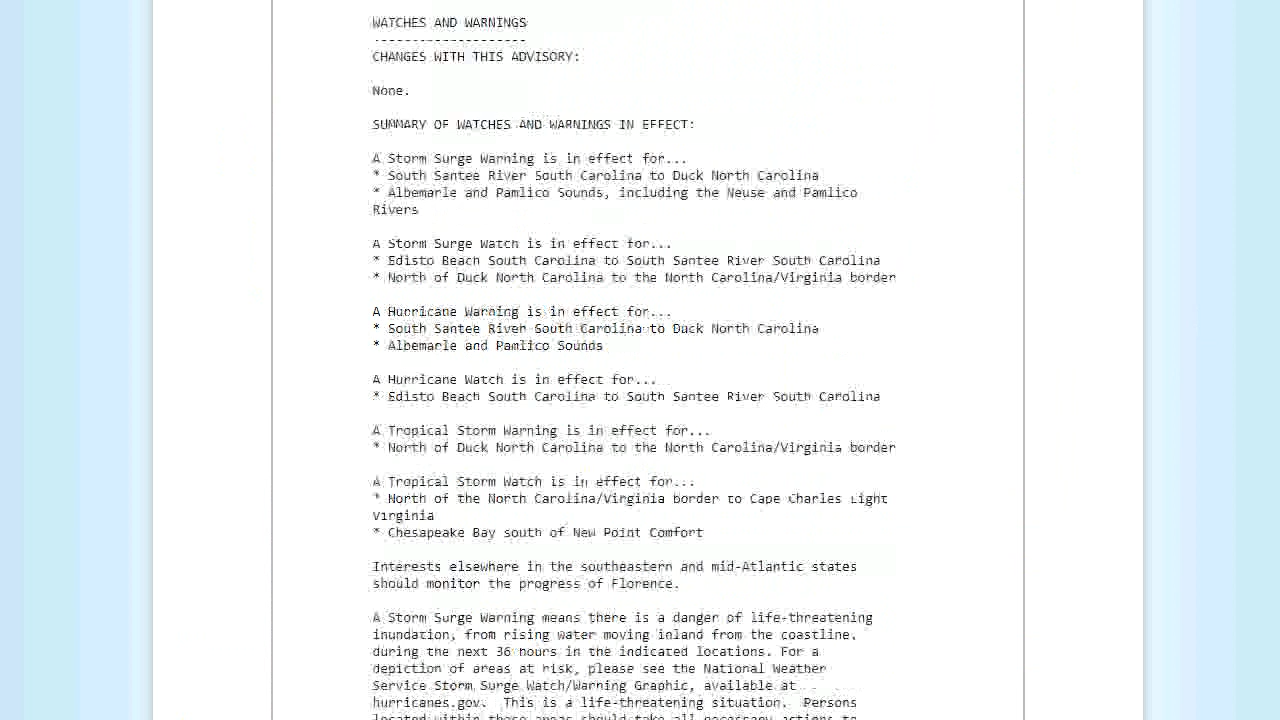 WATCHES AND WARNINGS
--------------------
CHANGES WITH THIS ADVISORY:
None.
SUMMARY OF WATCHES AND WARNINGS IN EFFECT:
A Storm Surge Warning is in effect for...
* South Santee River South Carolina to Duck North Carolina
* Albemarle and Pamlico Sounds, including the Neuse and Pamlico
Rivers
A Storm Surge Watch is in effect for...
* Edisto Beach South Carolina to South Santee River South Carolina
* North of Duck North Carolina to the North Carolina/Virginia border
A Hurricane Warning is in effect for...
* South Santee River South Carolina to Duck North Carolina
* Albemarle and Pamlico Sounds
A Hurricane Watch is in effect for...
* Edisto Beach South Carolina to South Santee River South Carolina
A Tropical Storm Warning is in effect for...
* North of Duck North Carolina to the North Carolina/Virginia border
A Tropical Storm Watch is in effect for...
* North of the North Carolina/Virginia border to Cape Charles Light
Virginia
* Chesapeake Bay south of New Point Comfort
Interests elsewhere in the southeastern and mid-Atlantic states
should monitor the progress of Florence.
A Storm Surge Warning means there is a danger of life-threatening
inundation, from rising water moving inland from the coastline,
during the next 36 hours in the indicated locations. For a
depiction of areas at risk, please see the National Weather
Service Storm Surge Watch/Warning Graphic, available at
hurricanes.gov. This is a life-threatening situation. Persons
located within these areas should take all necessary actions to